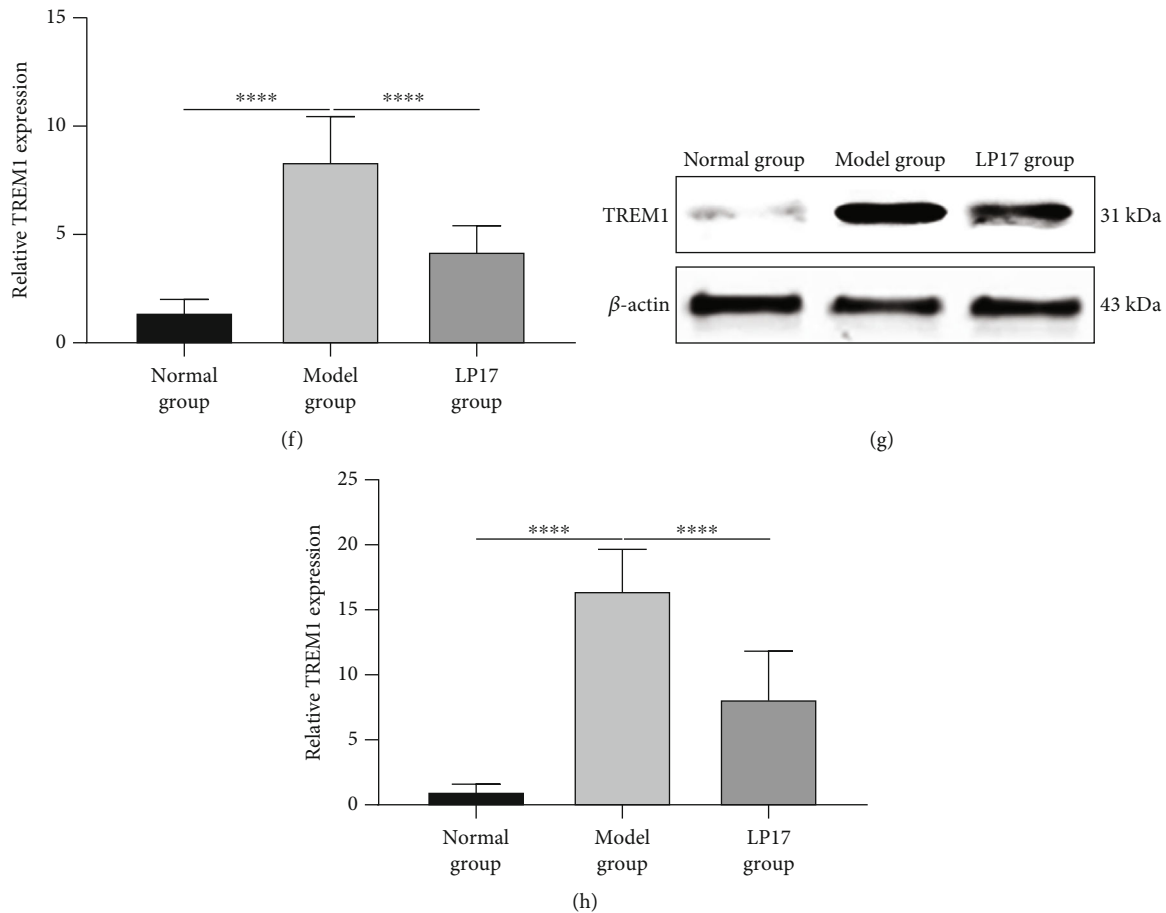 15
10
5
0
Relative TREM1 expression
****
****
Normal
group
Model
group
LP17
group
(f)
Normal group
Model group
LP17 group
TREM1
31 kDa
β-actin
43 kDa
(g)
25
20
15
10
5
0
Relative TREM1 expression
****
****
Normal
group
Model
group
LP17
group
(h)